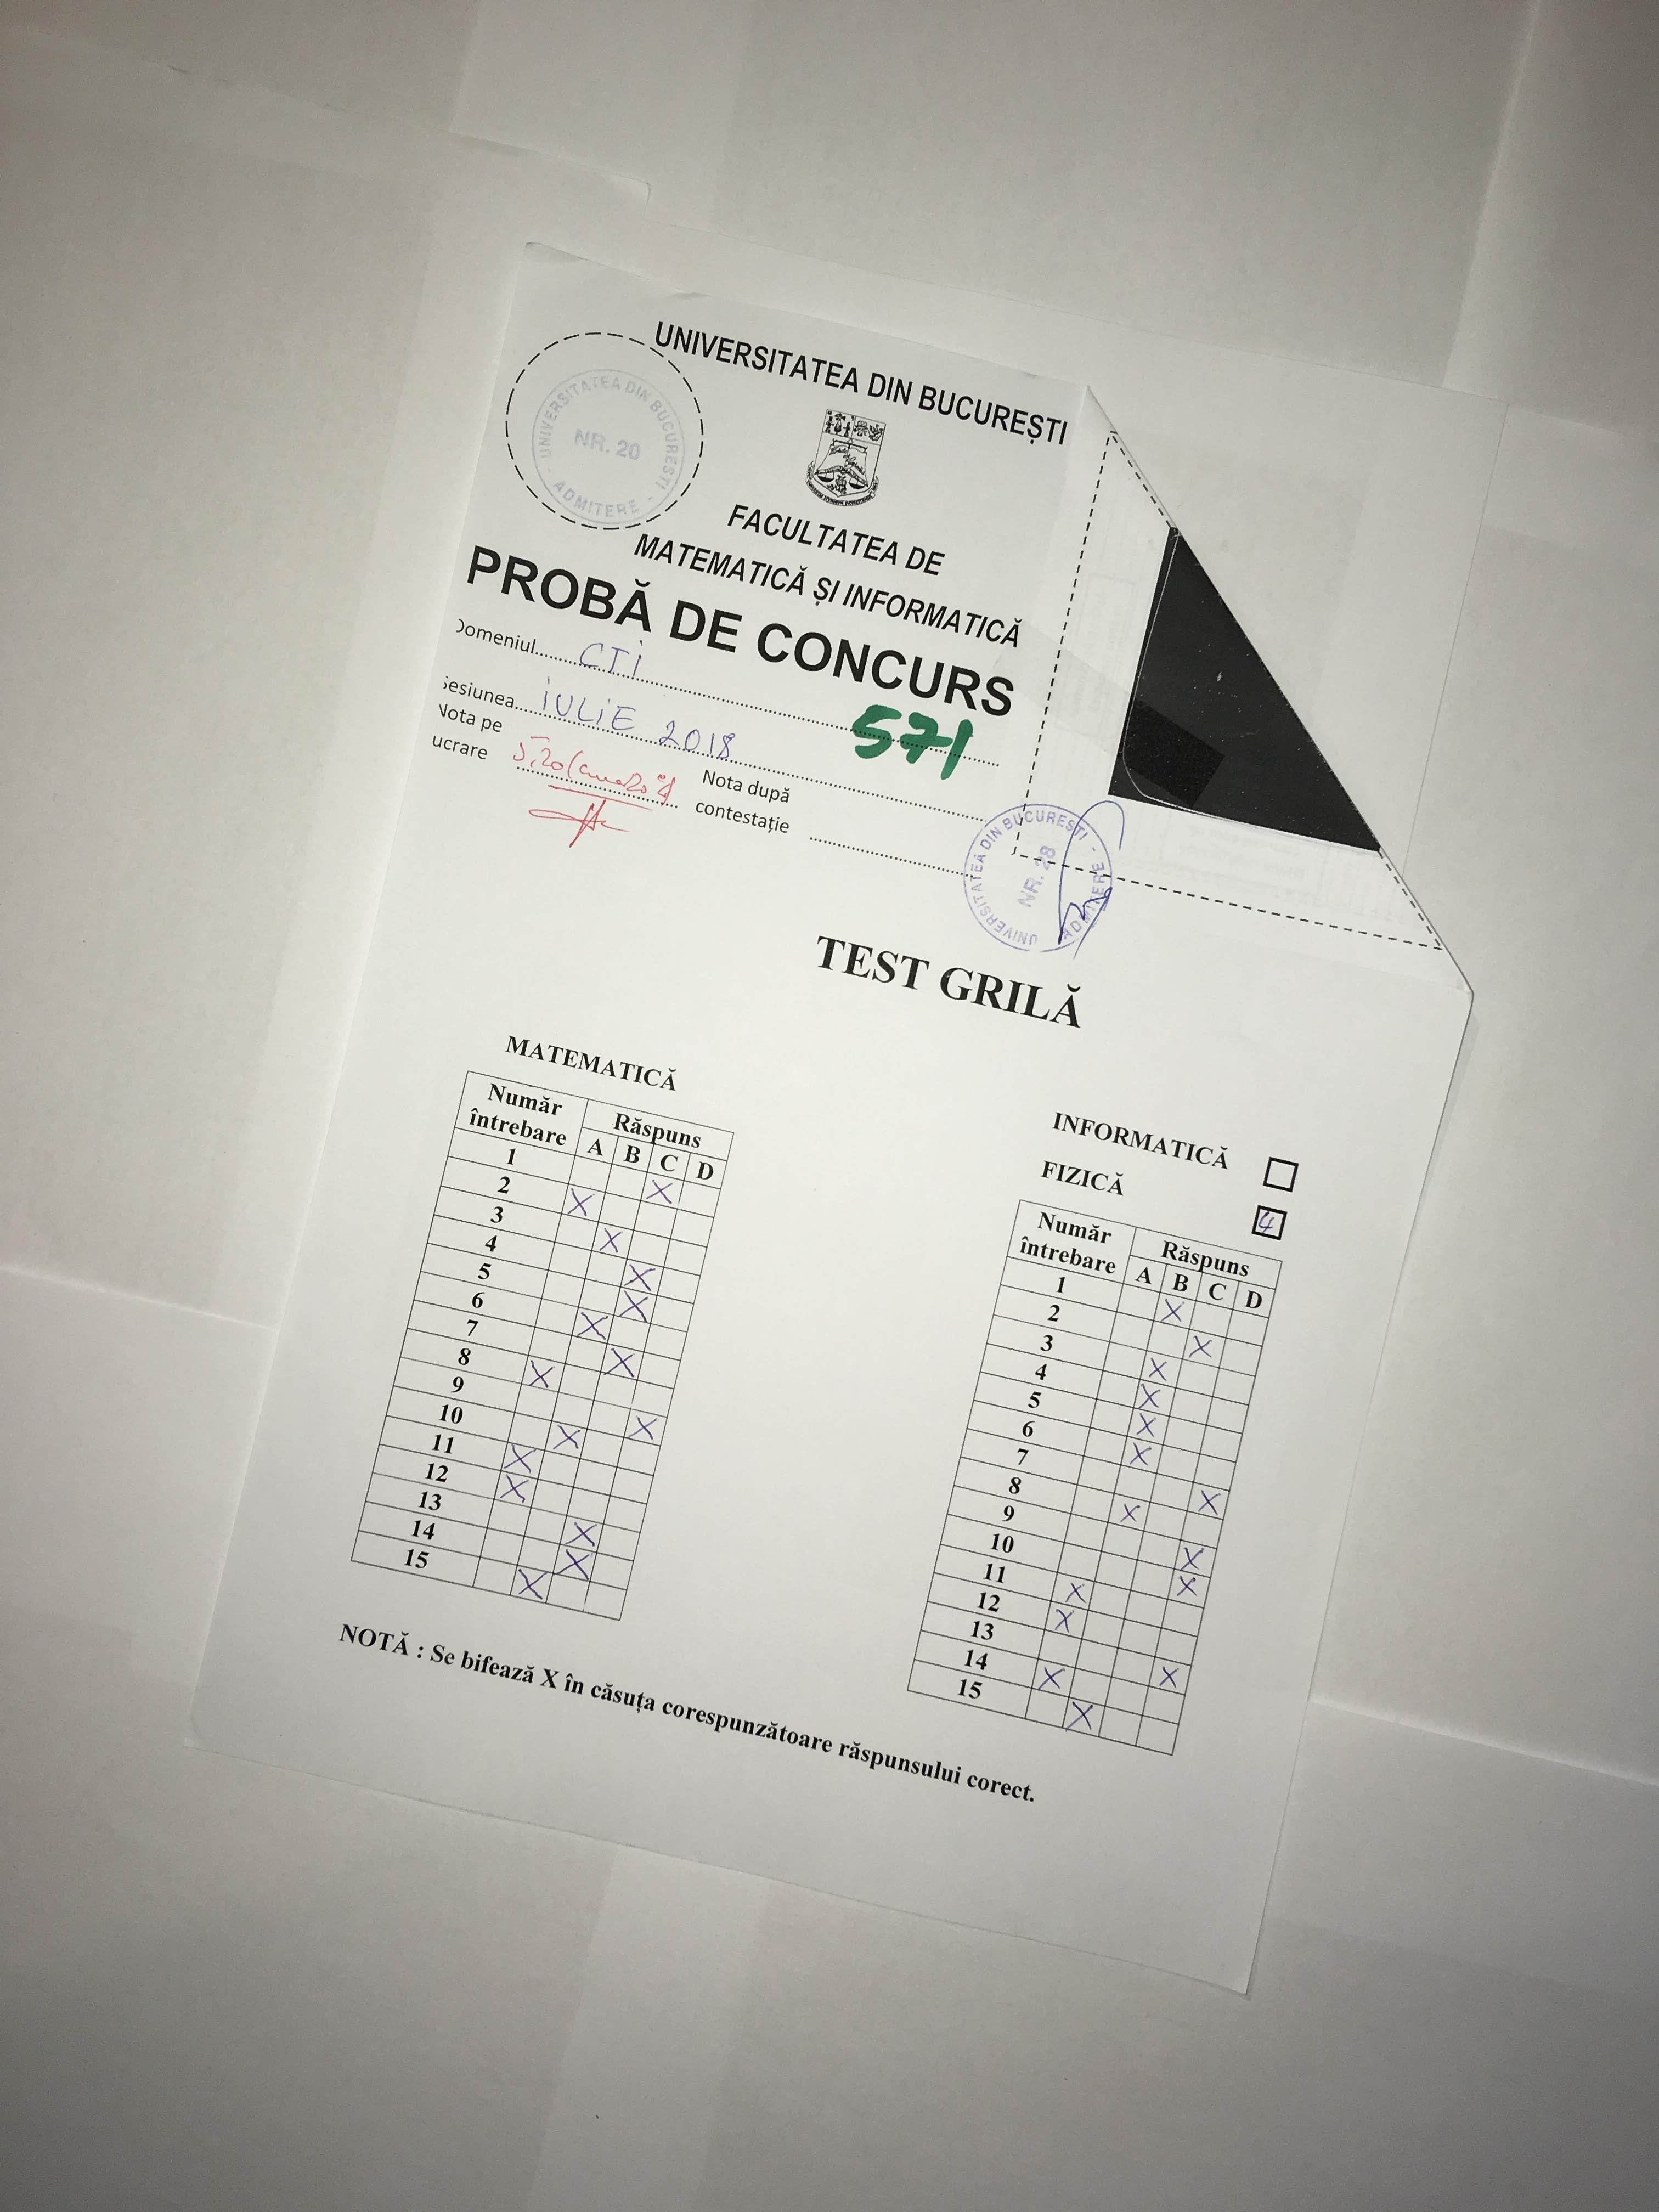 UNIVERSITATEA DIN BUCUREȘTI
UNIVERSITATEA DIN BUCURESTI
NR. 20
- ADMITERE -
FACULTATEA DE
MATEMATICĂ ȘI INFORMATICĂ
PROBĂ DE CONCURS
Domeniul......CTI
571
Sesiunea...IULIE 2018
Nota pe
lucrare 5,20
Nota după
contestație
UNIVERSITATEA DIN BUCURESTI - ADMITERE
NR. 28
TEST GRILĂ
MATEMATICĂ
Număr întrebare Răspuns
A B C D
1 X
2 X
3 X
4 X
5 X
6 X
7 X
8 X
9 X
10 X
11 X
12 X
13 X
14 X
15 X
INFORMATICĂ
FIZICĂ 4
Număr întrebare Răspuns
A B C D
1 X
2 X
3 X
4 X
5 X
6 X
7 X
8 X
9 X
10 X
11 X
12 X
13 X
14 X
15 X
NOTĂ : Se bifează X în căsuța corespunzătoare răspunsului corect.